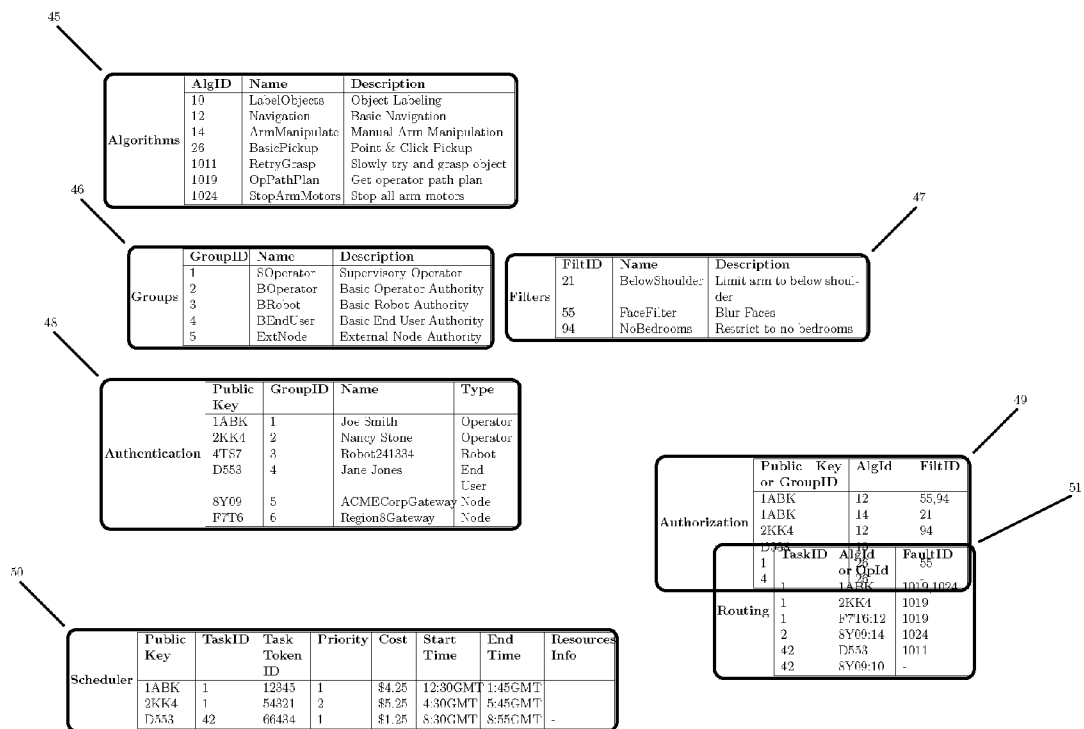 45
AlgID Name Description
10 LabelObjects Object Labeling
12 Navigation Basic Navigation
14 ArmManipulate Manual Arm Manipulation
Algorithms
26 BasicPickup Point & Click Pickup
1011 RetryGrasp Slowly try and grasp object
1019 OpPathPlan Get operator path plan
1024 StopArmMotors Stop all arm motors
46
47
GroupID Name Description
1 SOperator Supervisory Operator
2 BOperator Basic Operator Authority
Groups
3 BRobot Basic Robot Authority
4 BEndUser Basic End User Authority
5 ExtNode External Node Authority
FiltID Name Description
21 BelowShoulder Limit arm to below shoul-
der
Filters
55 FaceFilter Blur Faces
94 NoBedrooms Restrict to no bedrooms
48
Public GroupID Name Type
Key
1ABK 1 Joe Smith Operator
2KK4 2 Nancy Stone Operator
Authentication 4TS7 3 Robot241334 Robot
D553 4 Jane Jones End
User
8Y09 5 ACMECorpGateway Node
F7T6 6 Region8Gateway Node
49
Public Key AlgId FiltID
or GroupID
1ABK 12 55,94
1ABK 14 21
Authorization
2KK4 12 94
1 26 55
4 26 -
51
TaskID AlgId FaultID
or OpId
1 1ABK 1019,1024
Routing 1 2KK4 1019
1 F7T6:12 1019
2 8Y09:14 1024
42 D553 1011
42 8Y09:10 -
50
Public TaskID Task Priority Cost Start End Resources
Key Token Time Time Info
ID
Scheduler
1ABK 1 12345 1 $4.25 12:30GMT 1:45GMT
2KK4 1 54321 2 $5.25 4:30GMT 5:45GMT
D553 42 66434 1 $1.25 8:30GMT 8:55GMT -